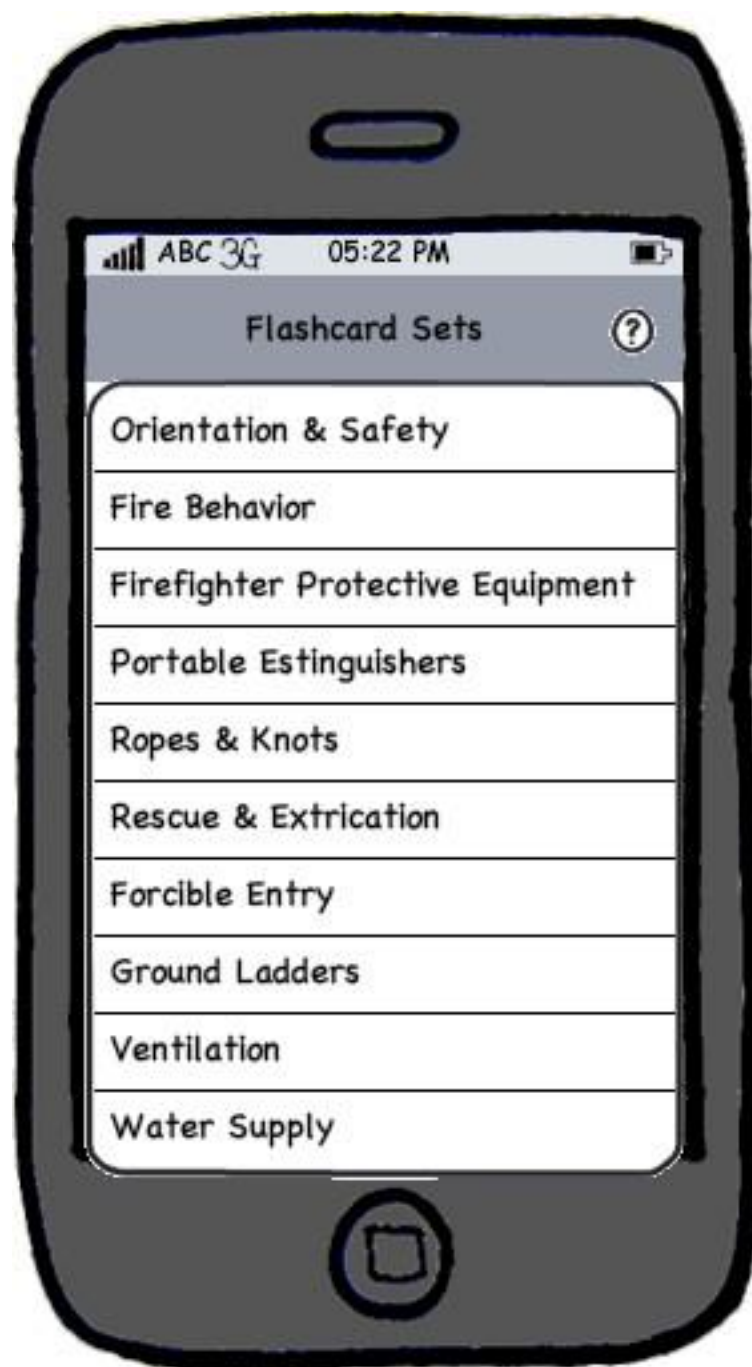 ABC 3G 05:22 PM
Flashcard Sets ?
Orientation & Safety
Fire Behavior
Firefighter Protective Equipment
Portable Estinguishers
Ropes & Knots
Rescue & Extrication
Forcible Entry
Ground Ladders
Ventilation
Water Supply